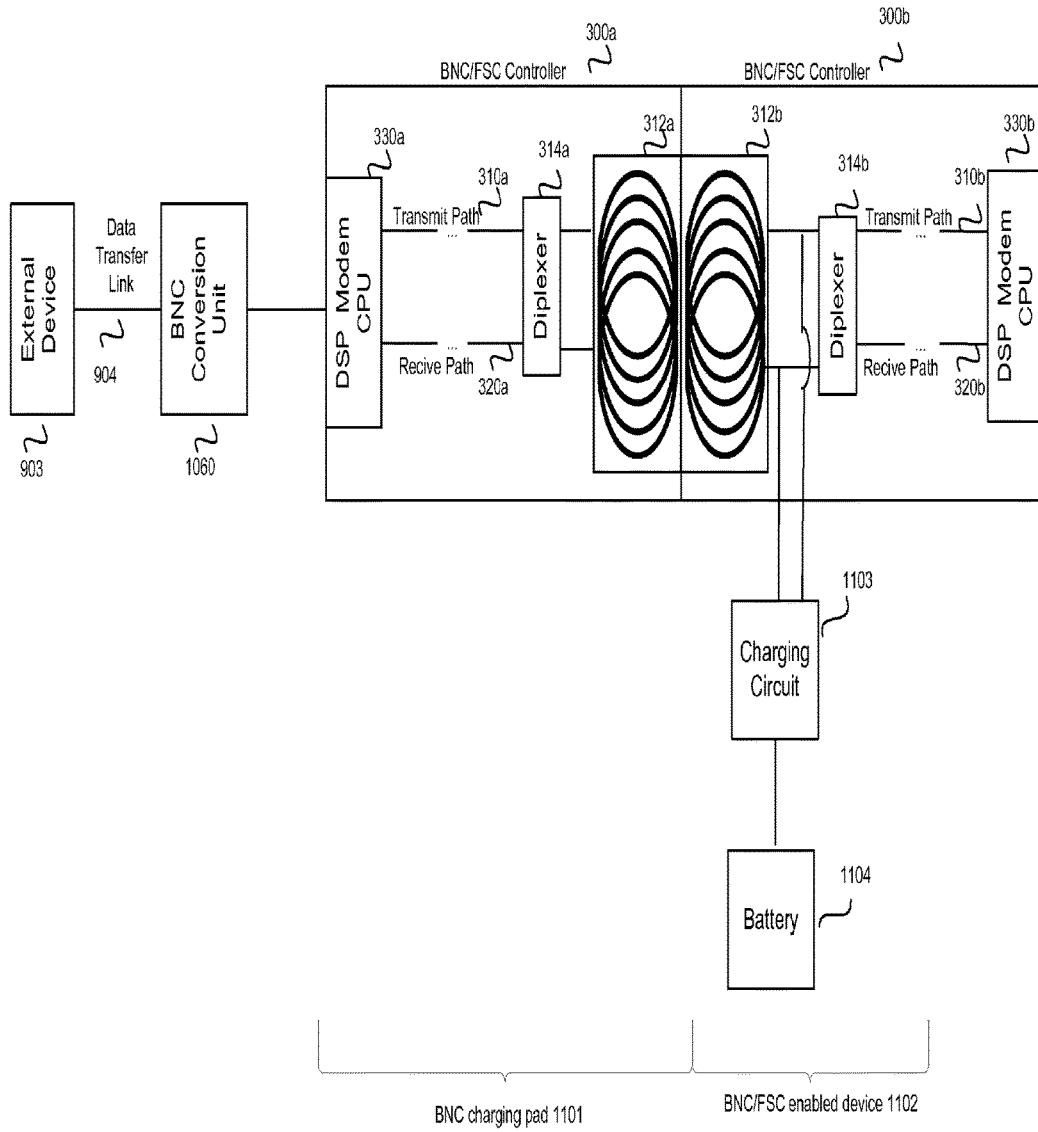 300a
300b
BNC/FSC Controller
BNC/FSC Controller
330a
310a
314a
312a
312b
314b
310b
330b
External Device
Data
Transfer
Link
904
BNC
Conversion
Unit
DSP Modem
CPU
Transmit Path
...
Recive Path
...
320a
Diplexer
Diplexer
Transmit Path
...
Recive Path
...
320b
DSP Modem
CPU
903
1060
1103
Charging
Circuit
1104
Battery
BNC charging pad 1101
BNC/FSC enabled device 1102